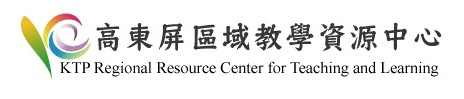 高東屏區域教學資源中心
KTP Regional Resource Center for Teaching and Learning